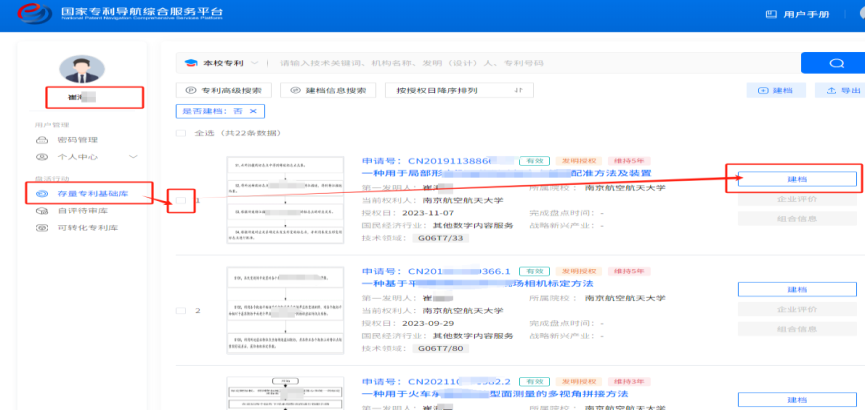 国家专利导航综合服务平台
National Patent Navigation Comprehensive Service Platform
用户手册
崔
用户管理
密码管理
个人中心
盘活行动
存量专利基础库
自评待审库
可转化专利库
本校专利
请输入技术关键词、机构名称、发明（设计）人、专利号码
专利高级搜索
建档信息搜索
按授权日降序排列
建档
导出
是否建档：否 ×
全选（共22条数据）
1
申请号：CN20191138860 有效 发明授权 维持5年
一种用于局部形 配准方法及装置
第一发明人：崔 所属院校：南京航空航天大学
当前权利人：南京航空航天大学
授权日：2023-11-07 完成盘点时间：-
国民经济行业：其他数字内容服务 战略新兴产业：-
技术领域：G06T7/33
建档
企业评价
组合信息
2
申请号：CN201 0366.1 有效 发明授权 维持5年
一种基于平 场相机标定方法
第一发明人：崔 所属院校：南京航空航天大学
当前权利人：南京航空航天大学
授权日：2023-09-29 完成盘点时间：-
国民经济行业：其他数字内容服务 战略新兴产业：-
技术领域：G06T7/80
建档
企业评价
组合信息
申请号：CN20211 2.2 有效 发明授权 维持3年
一种用于火车车 型面测量的多视角拼接方法
第一发明人：崔 所属院校：南京航空航天大学
建档